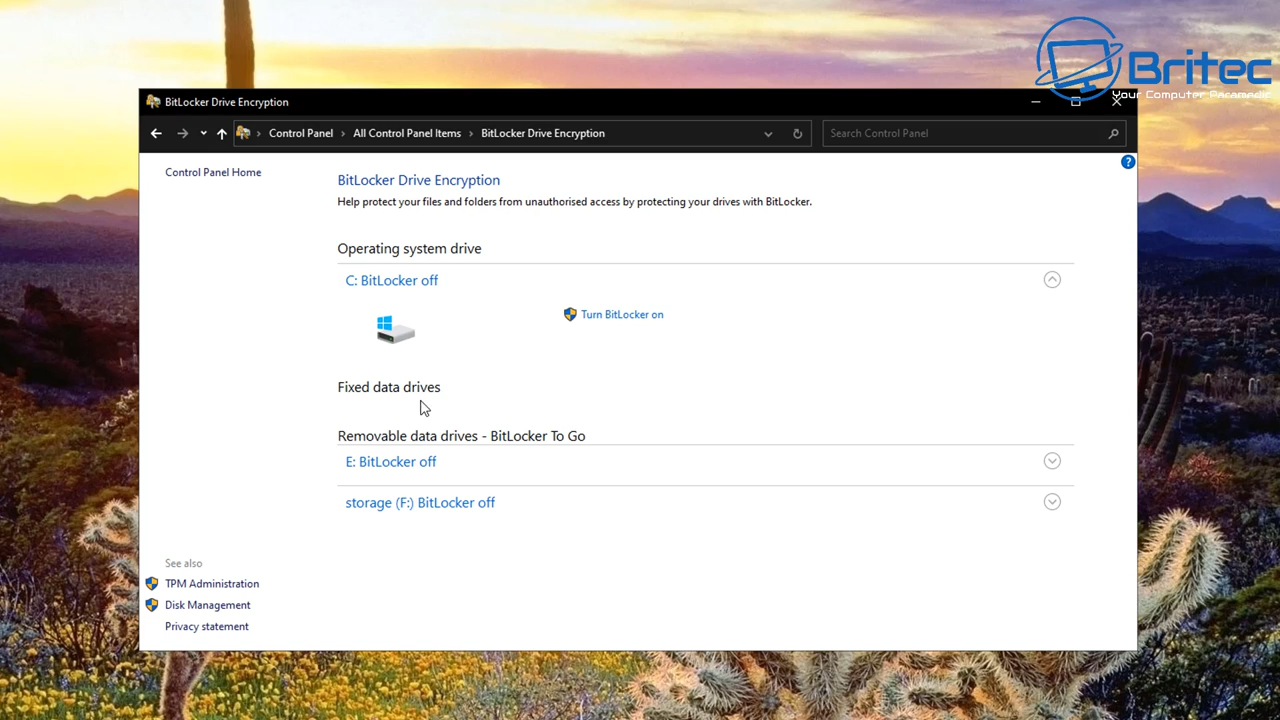 Britec
Your Computer Paramedic
BitLocker Drive Encryption
Control Panel > All Control Panel Items > BitLocker Drive Encryption
Search Control Panel
Control Panel Home
?
BitLocker Drive Encryption
Help protect your files and folders from unauthorised access by protecting your drives with BitLocker.
Operating system drive
C: BitLocker off
Turn BitLocker on
Fixed data drives
Removable data drives - BitLocker To Go
E: BitLocker off
storage (F:) BitLocker off
See also
TPM Administration
Disk Management
Privacy statement